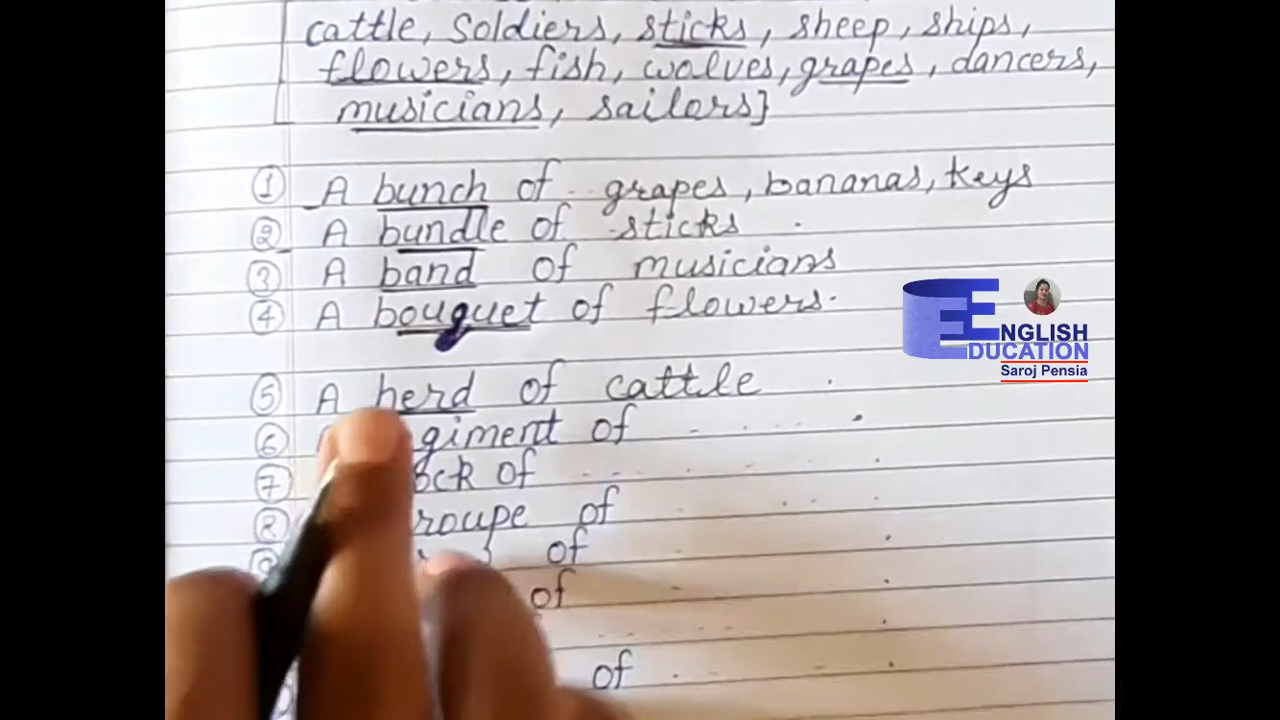 cattle, soldiers, sticks, sheep, ships,
flowers, fish, wolves, grapes, dancers,
musicians, sailors}
① A bunch of .. grapes, bananas, keys
② A bundle of sticks
③ A band of musicians
④ A bouquet of flowers.
ENGLISH
EDUCATION
Saroj Pensia
⑤ A herd of cattle
⑥ giment of
⑦ ock of
⑧ roupe of
⑨ of
of
of